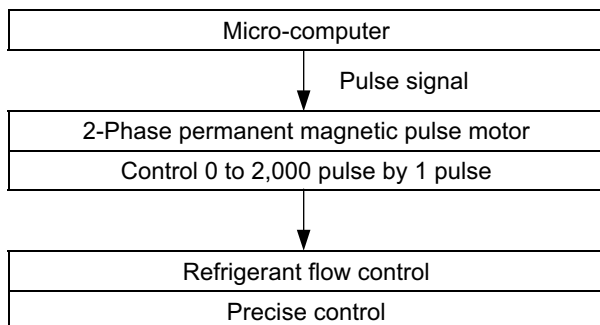 Micro-computer
Pulse signal
2-Phase permanent magnetic pulse motor
Control 0 to 2,000 pulse by 1 pulse
Refrigerant flow control
Precise control